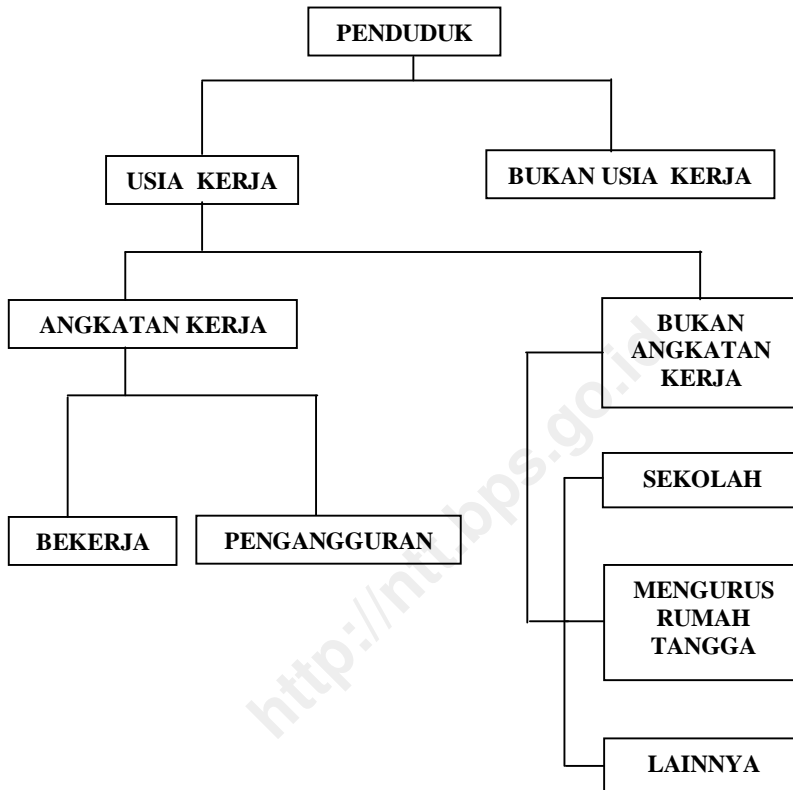 PENDUDUK
USIA KERJA
BUKAN USIA KERJA
ANGKATAN KERJA
BUKAN
ANGKATAN
KERJA
SEKOLAH
BEKERJA
PENGANGGURAN
MENGURUS
RUMAH
TANGGA
LAINNYA
http://ntt.bps.go.id